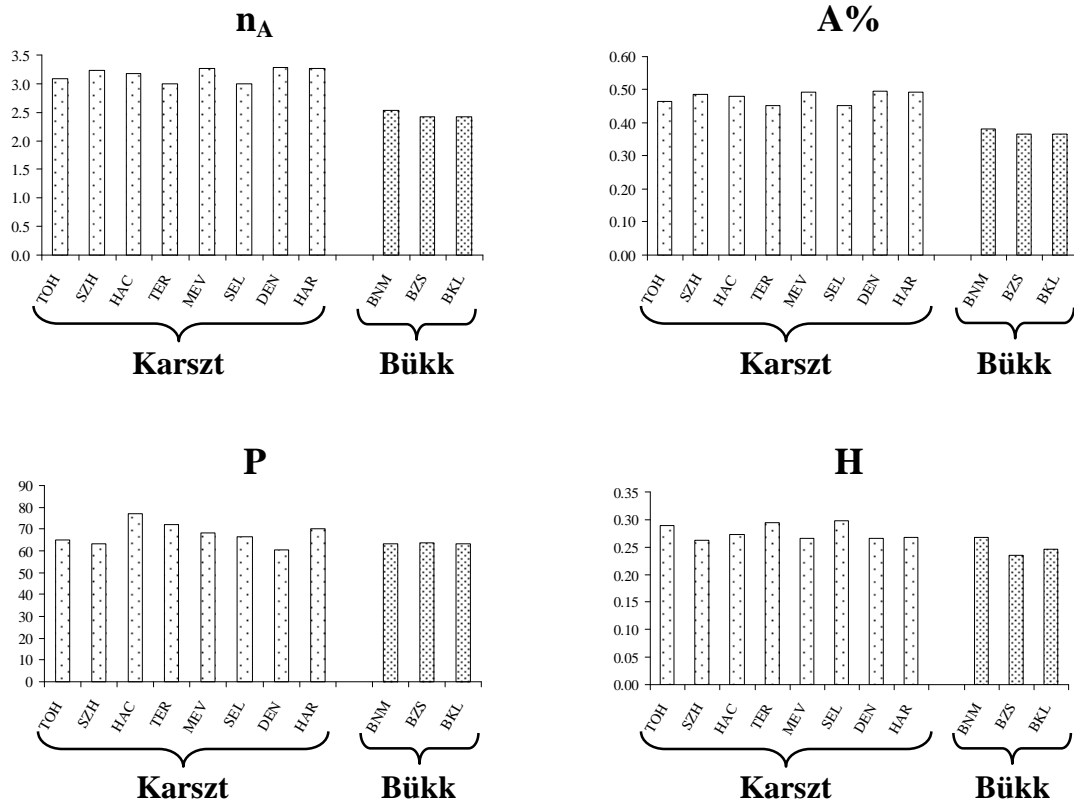 n_A
3.5
3.0
2.5
2.0
1.5
1.0
0.5
0.0
TOH SZH HAC TER MEV SEL DEN HAR BNM BZS BKL
Karszt Bükk
A%
0.60
0.50
0.40
0.30
0.20
0.10
0.00
TOH SZH HAC TER MEV SEL DEN HAR BNM BZS BKL
Karszt Bükk
P
90
80
70
60
50
40
30
20
10
0
TOH SZH HAC TER MEV SEL DEN HAR BNM BZS BKL
Karszt Bükk
H
0.35
0.30
0.25
0.20
0.15
0.10
0.05
0.00
TOH SZH HAC TER MEV SEL DEN HAR BNM BZS BKL
Karszt Bükk